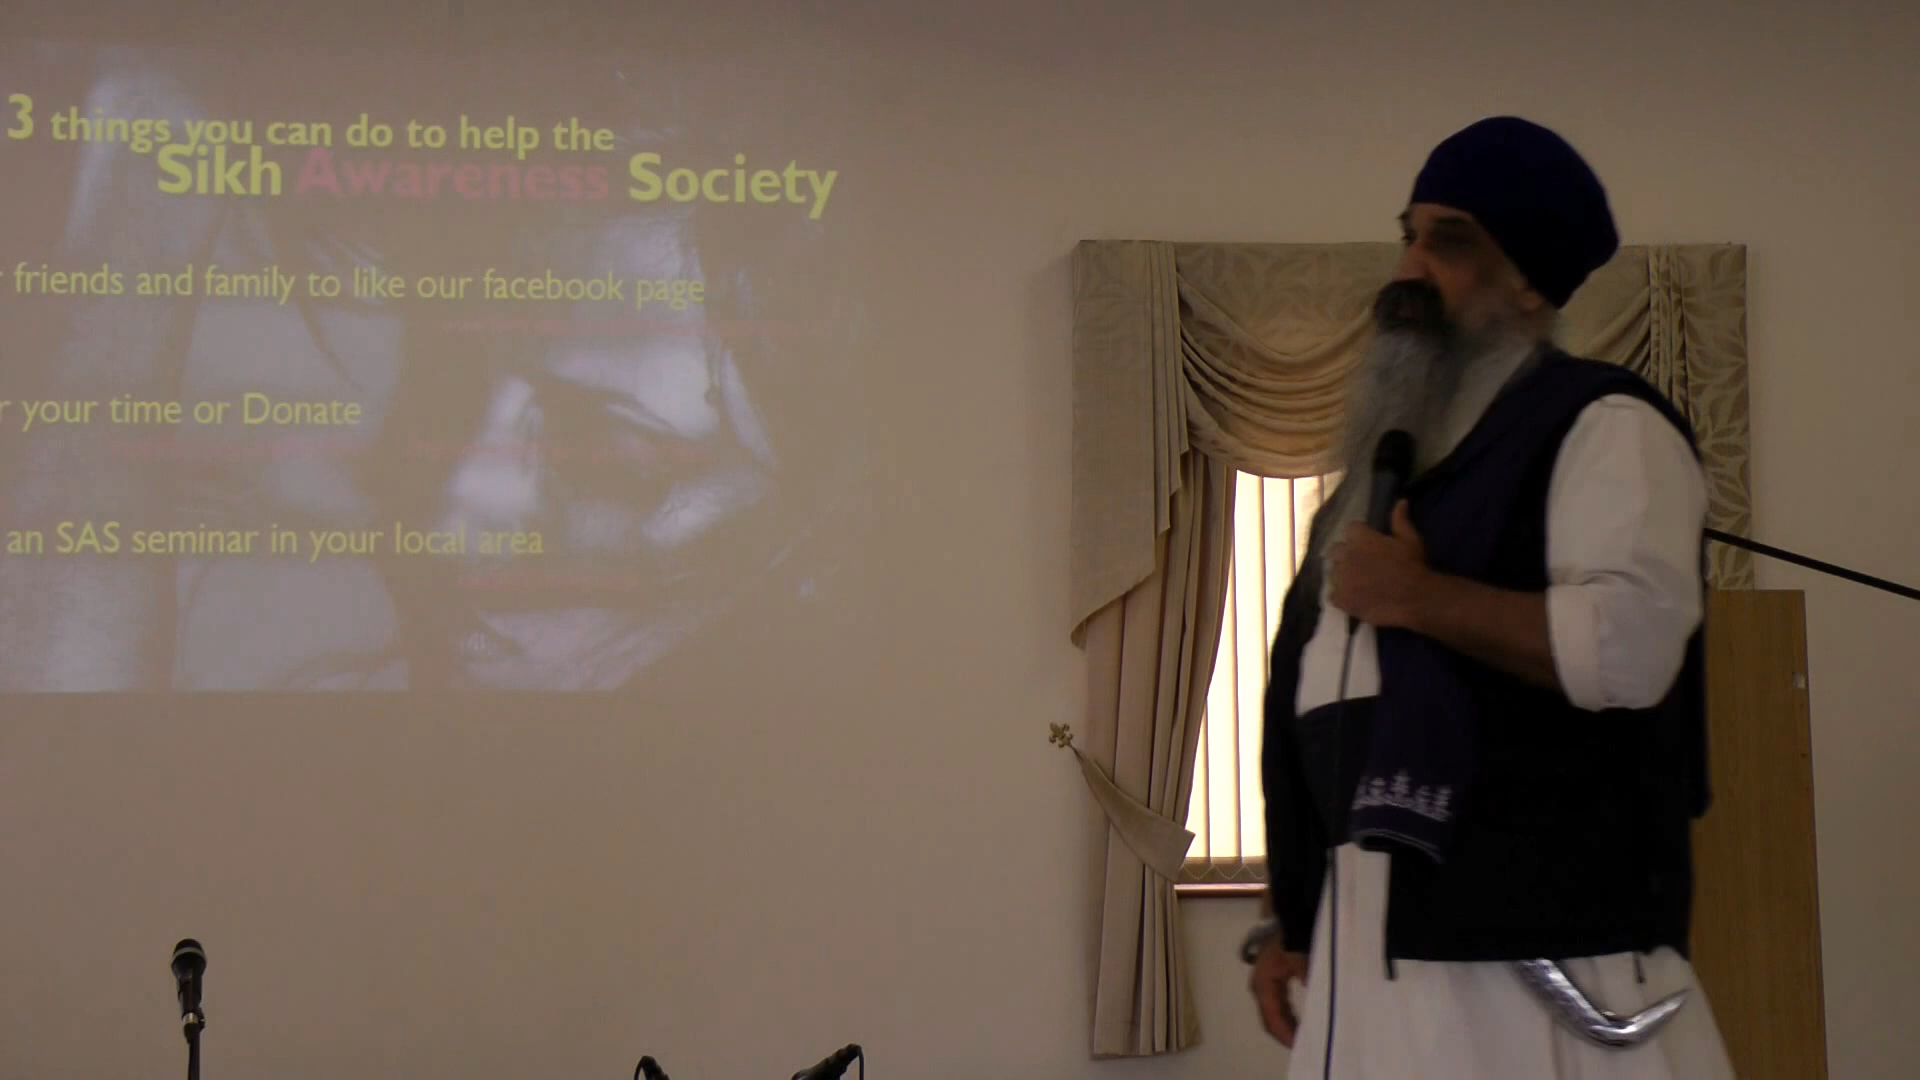 3 things you can do to help the
Sikh Awareness Society
friends and family to like our facebook page
your time or Donate
an SAS seminar in your local area